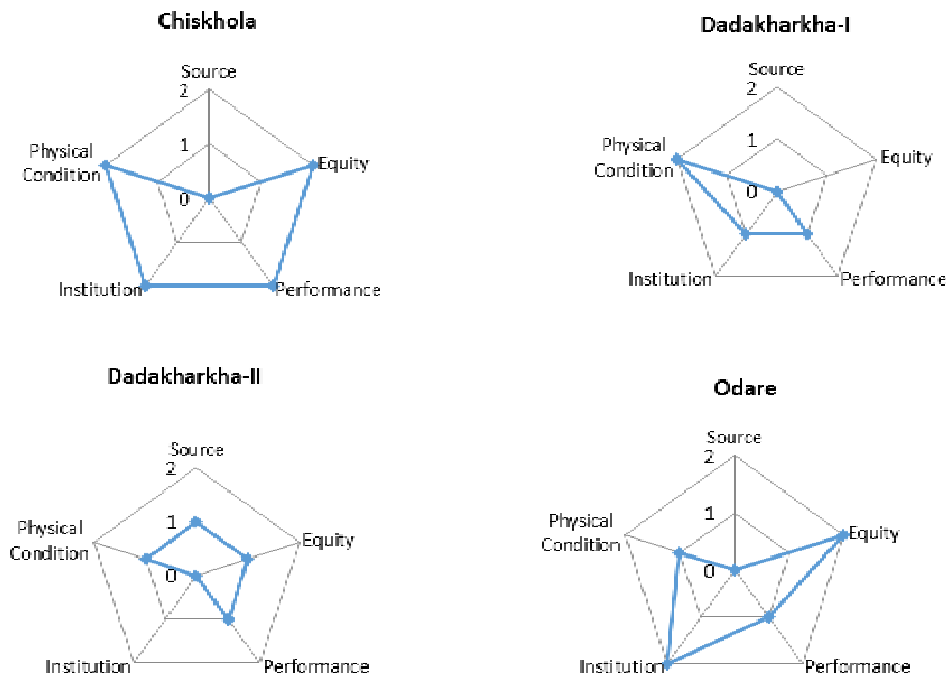 Chiskhola
Source
2
1
0
Physical
Condition
Equity
Institution
Performance
Dadakharkha-I
Source
2
1
0
Physical
Condition
Equity
Institution
Performance
Dadakharkha-II
Source
2
1
0
Physical
Condition
Equity
Institution
Performance
Odare
Source
2
1
0
Physical
Condition
Equity
Institution
Performance